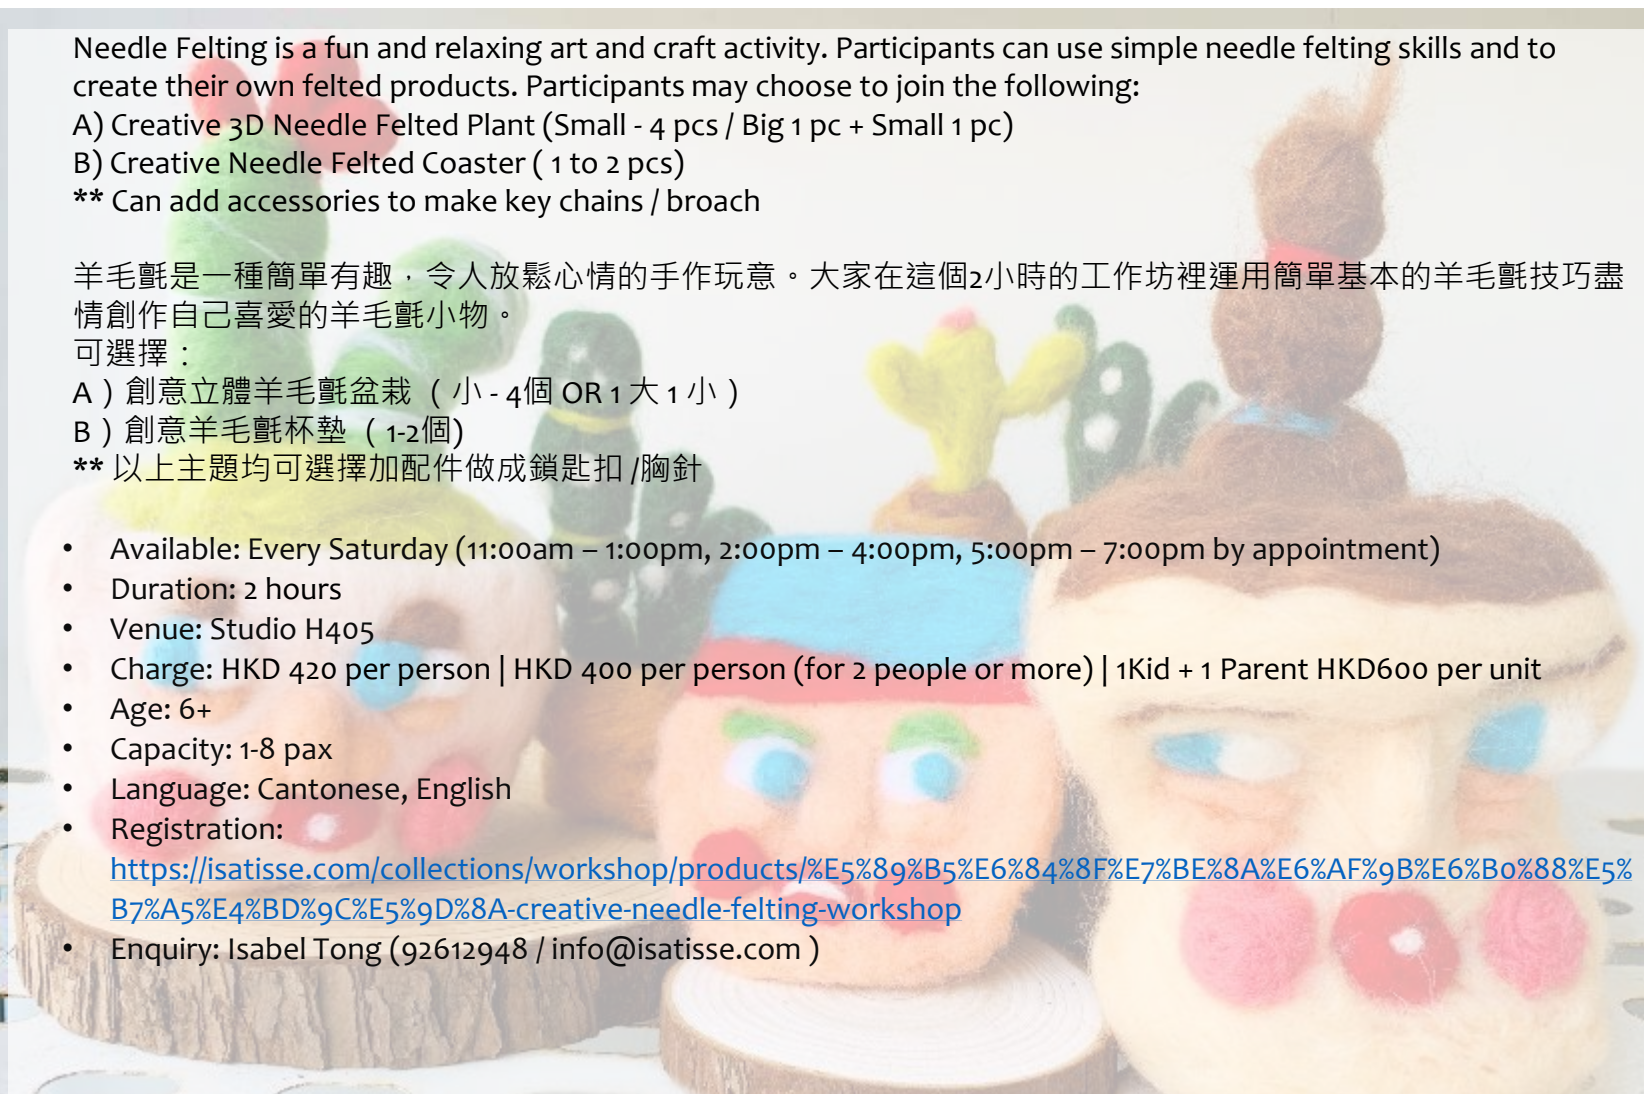 Needle Felting is a fun and relaxing art and craft activity. Participants can use simple needle felting skills and to
create their own felted products. Participants may choose to join the following:
A) Creative 3D Needle Felted Plant (Small - 4 pcs / Big 1 pc + Small 1 pc)
B) Creative Needle Felted Coaster ( 1 to 2 pcs)
** Can add accessories to make key chains / broach
羊毛氈是一種簡單有趣，令人放鬆心情的手作玩意。大家在這個2小時的工作坊裡運用簡單基本的羊毛氈技巧盡
情創作自己喜愛的羊毛氈小物。
可選擇：
A ) 創意立體羊毛氈盆栽 ( 小 - 4個 OR 1 大 1 小 )
B ) 創意羊毛氈杯墊 ( 1-2個)
** 以上主題均可選擇加配件做成鎖匙扣 /胸針
• Available: Every Saturday (11:00am – 1:00pm, 2:00pm – 4:00pm, 5:00pm – 7:00pm by appointment)
• Duration: 2 hours
• Venue: Studio H405
• Charge: HKD 420 per person | HKD 400 per person (for 2 people or more) | 1Kid + 1 Parent HKD600 per unit
• Age: 6+
• Capacity: 1-8 pax
• Language: Cantonese, English
• Registration:
https://isatisse.com/collections/workshop/products/%E5%89%B5%E6%84%8F%E7%BE%8A%E6%AF%9B%E6%B0%88%E5%
B7%A5%E4%BD%9C%E5%9D%8A-creative-needle-felting-workshop
• Enquiry: Isabel Tong (92612948 / info@isatisse.com )